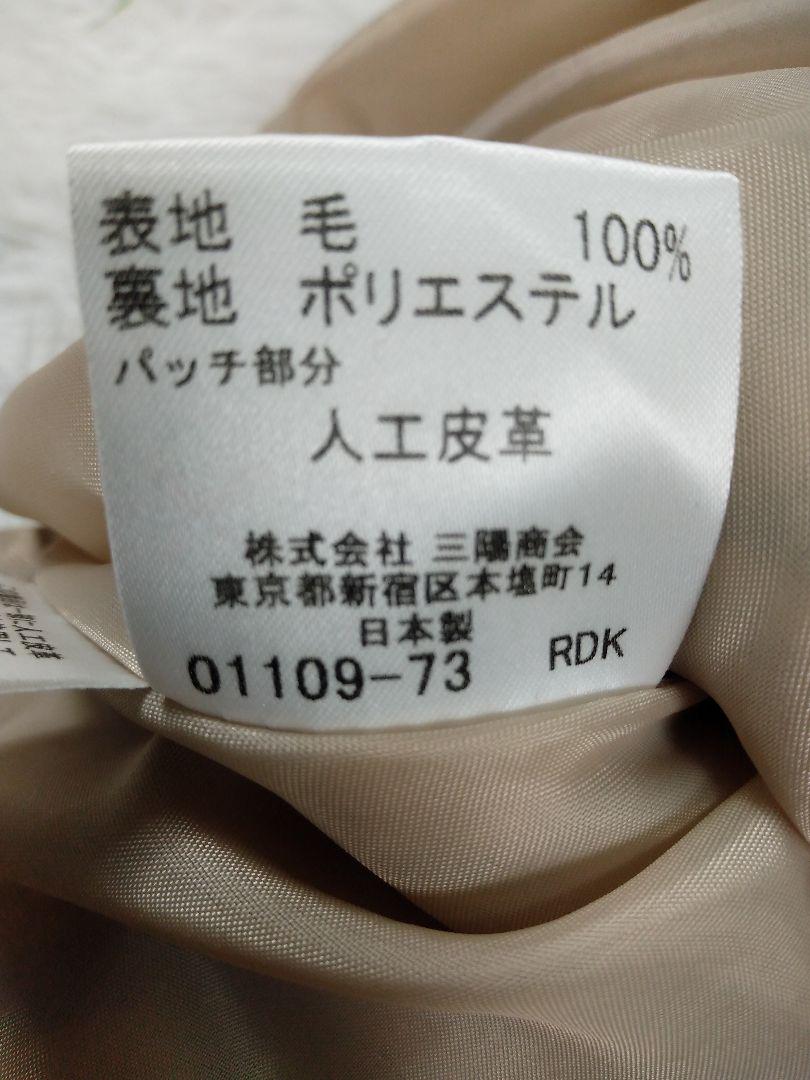 表地 毛 100%
裏地 ポリエステル
パッチ部分
人工皮革
株式会社 三陽商会
東京都新宿区本塩町14
日本製
01109-73 RDK